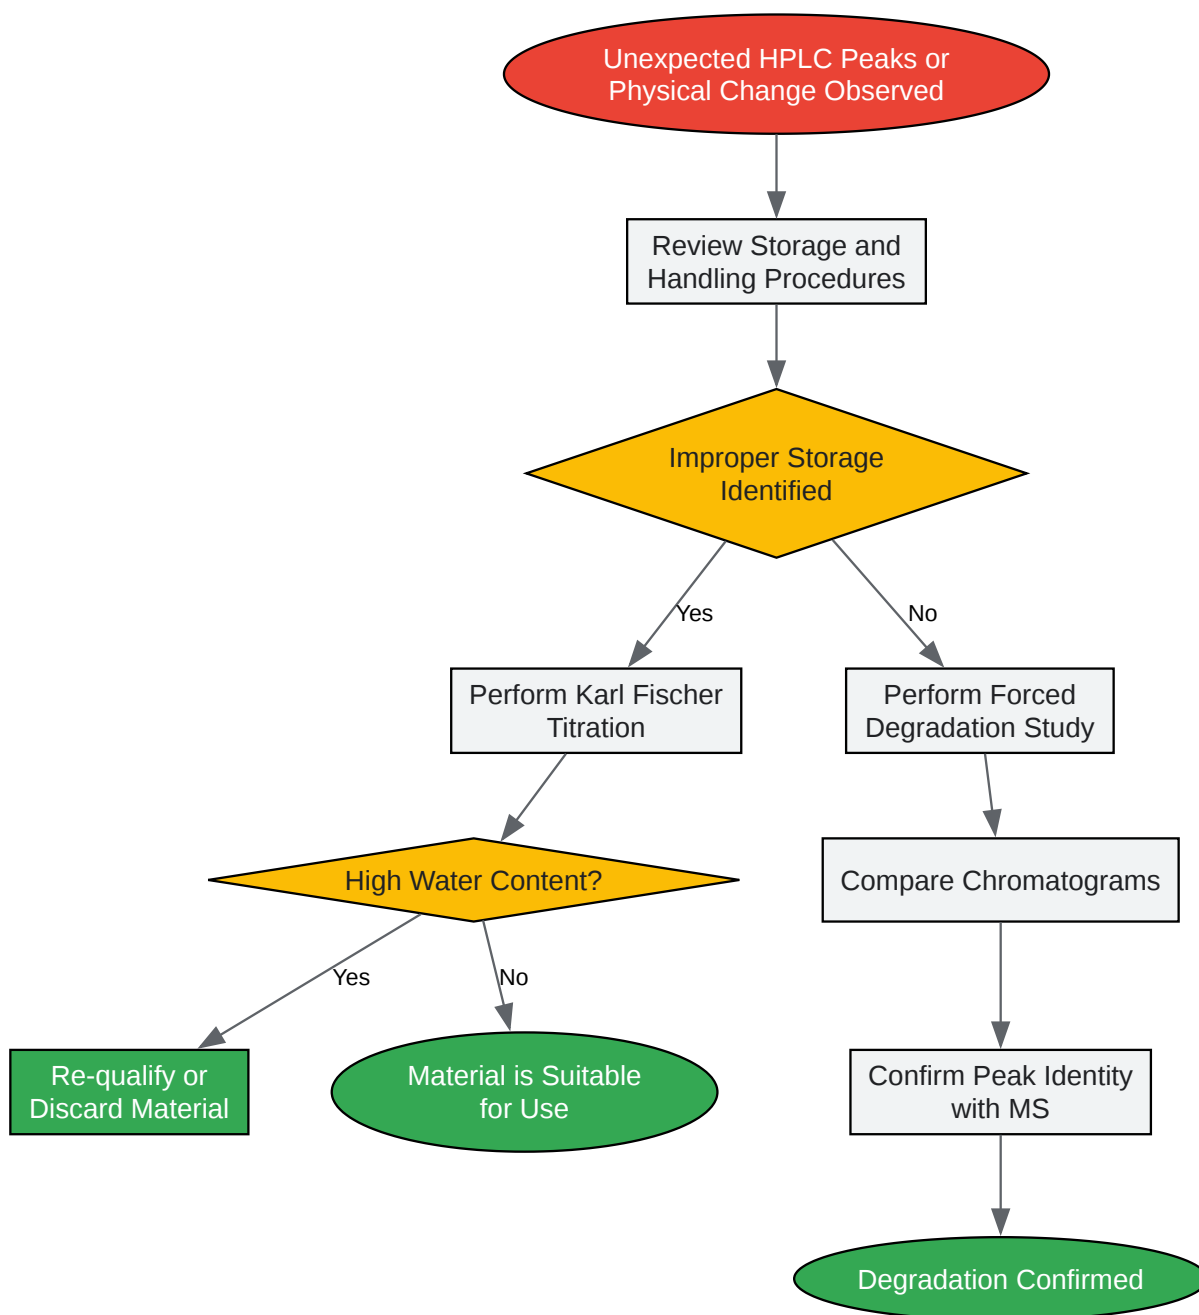 Unexpected HPLC Peaks or
Physical Change Observed
Review Storage and
Handling Procedures
Improper Storage
Identified
Yes
No
Perform Karl Fischer
Titration
Perform Forced
Degradation Study
High Water Content?
Compare Chromatograms
Yes
No
Re-qualify or
Discard Material
Material is Suitable
for Use
Confirm Peak Identity
with MS
Degradation Confirmed